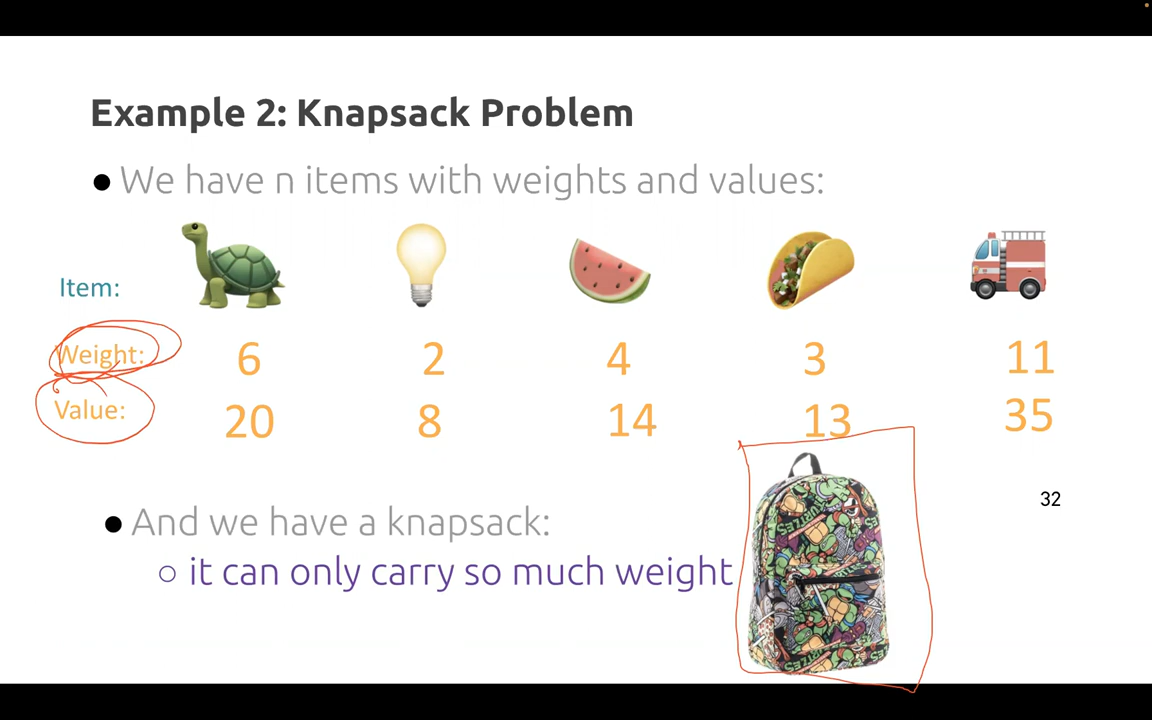 Example 2: Knapsack Problem
● We have n items with weights and values:
Item:
Weight: 6 2 4 3 11
Value: 20 8 14 13 35
32
● And we have a knapsack:
○ it can only carry so much weight
TURTLES